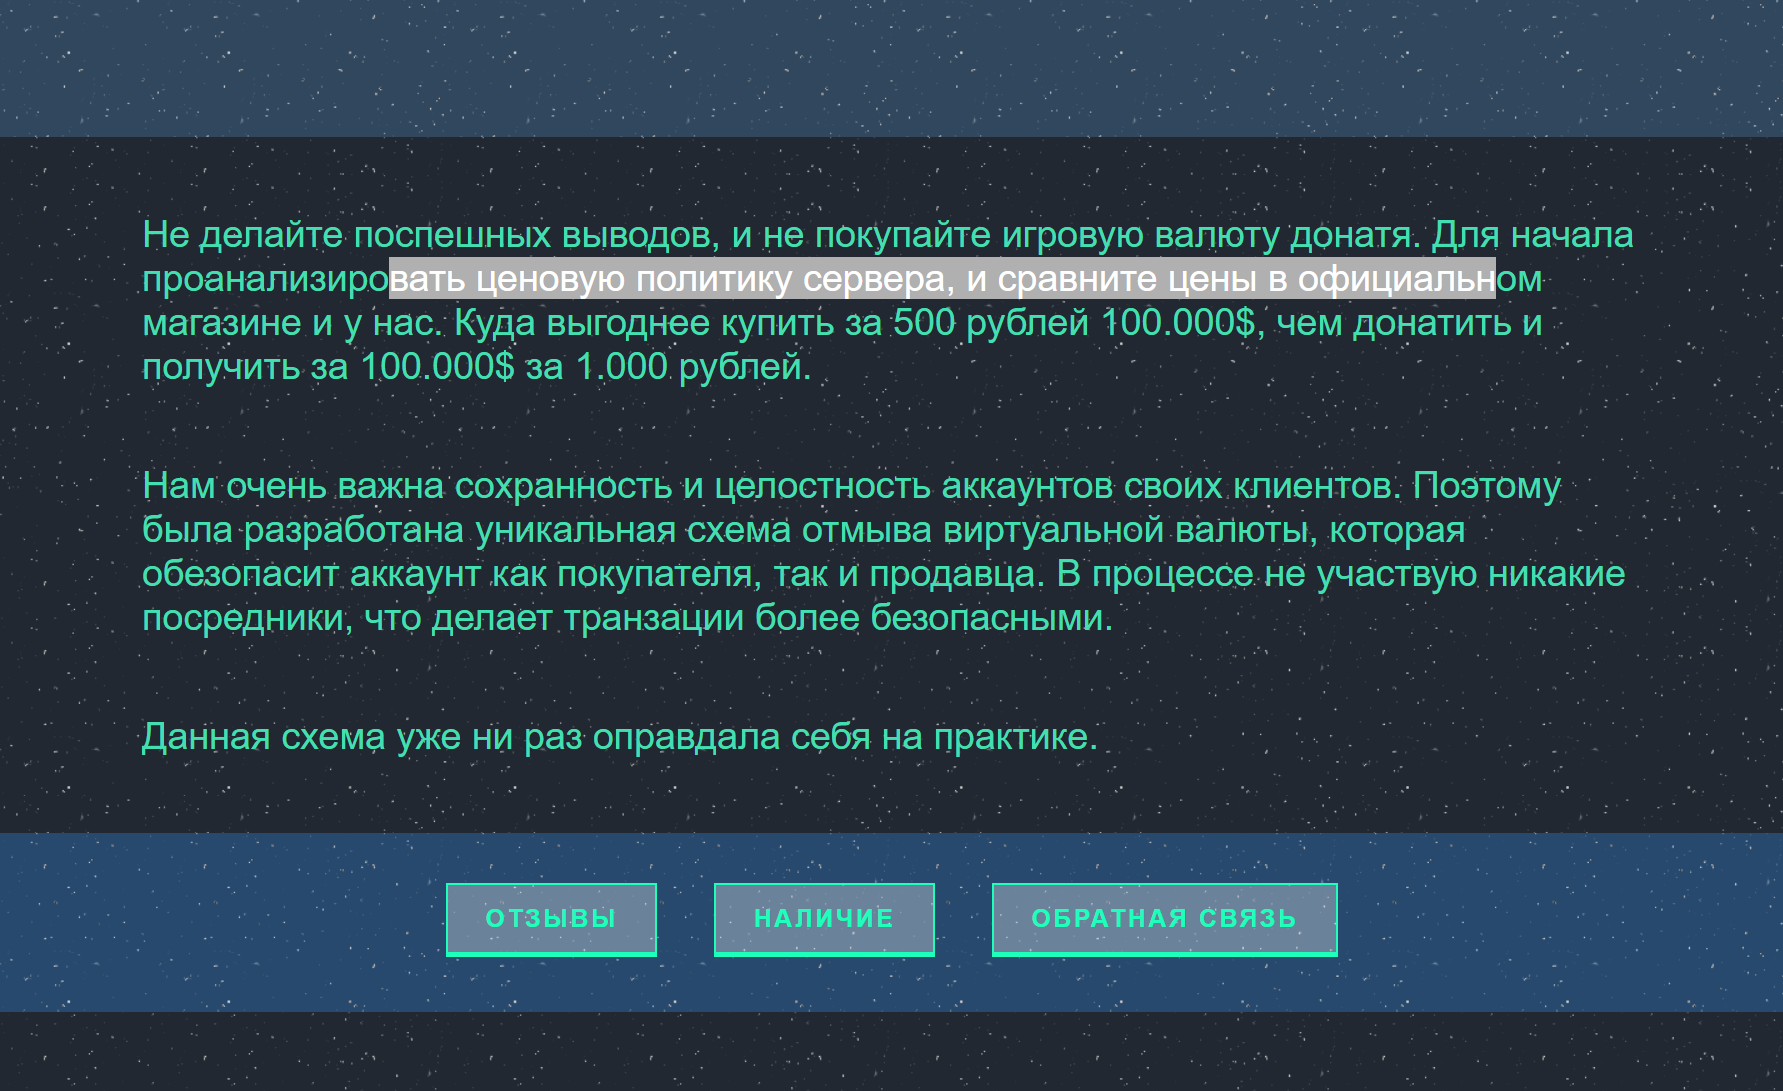 Не делайте поспешных выводов, и не покупайте игровую валюту донатя. Для начала
проанализировать ценовую политику сервера, и сравните цены в официальном
магазине и у нас. Куда выгоднее купить за 500 рублей 100.000$, чем донатить и
получить за 100.000$ за 1.000 рублей.
Нам очень важна сохранность и целостность аккаунтов своих клиентов. Поэтому
была разработана уникальная схема отмыва виртуальной валюты, которая
обезопасит аккаунт как покупателя, так и продавца. В процессе не участвую никакие
посредники, что делает транзации более безопасными.
Данная схема уже ни раз оправдала себя на практике.
ОТЗЫВЫ НАЛИЧИЕ ОБРАТНАЯ СВЯЗЬ